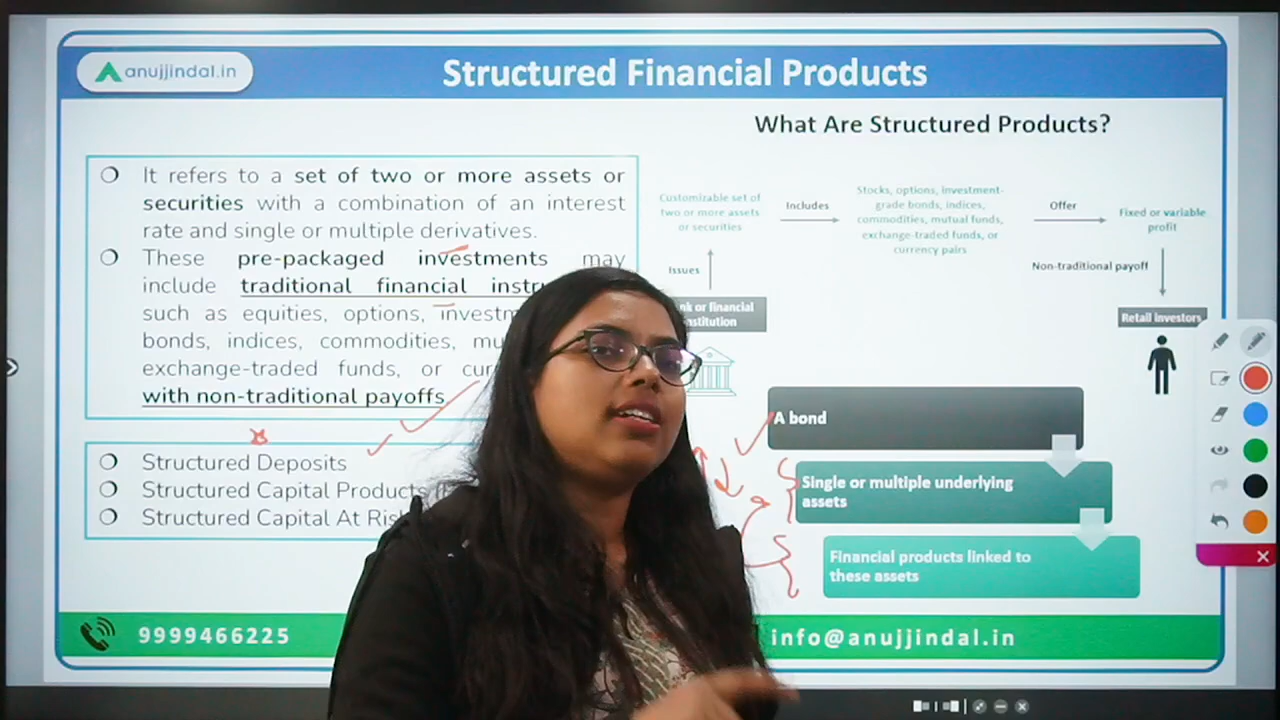 anujjindal.in
Structured Financial Products
What Are Structured Products?
It refers to a set of two or more assets or
securities with a combination of an interest
rate and single or multiple derivatives.
These pre-packaged investments may
include traditional financial
such as equities, options,
bonds, indices, commodities,
exchange-traded funds, or
with non-traditional payoffs
Structured Deposits
Structured Capital Products
Structured Capital At
Customizable set of
two or more assets
or securities
Includes
Stocks, options, investment-
grade bonds, indices,
commodities, mutual funds,
exchange-traded funds, or
currency pairs
Offer
Fixed or variable
profit
Issues
Non-traditional payoff
or financial
Retail investors
A bond
Single or multiple underlying
assets
Financial products linked to
these assets
9999466225
info@anujjindal.in